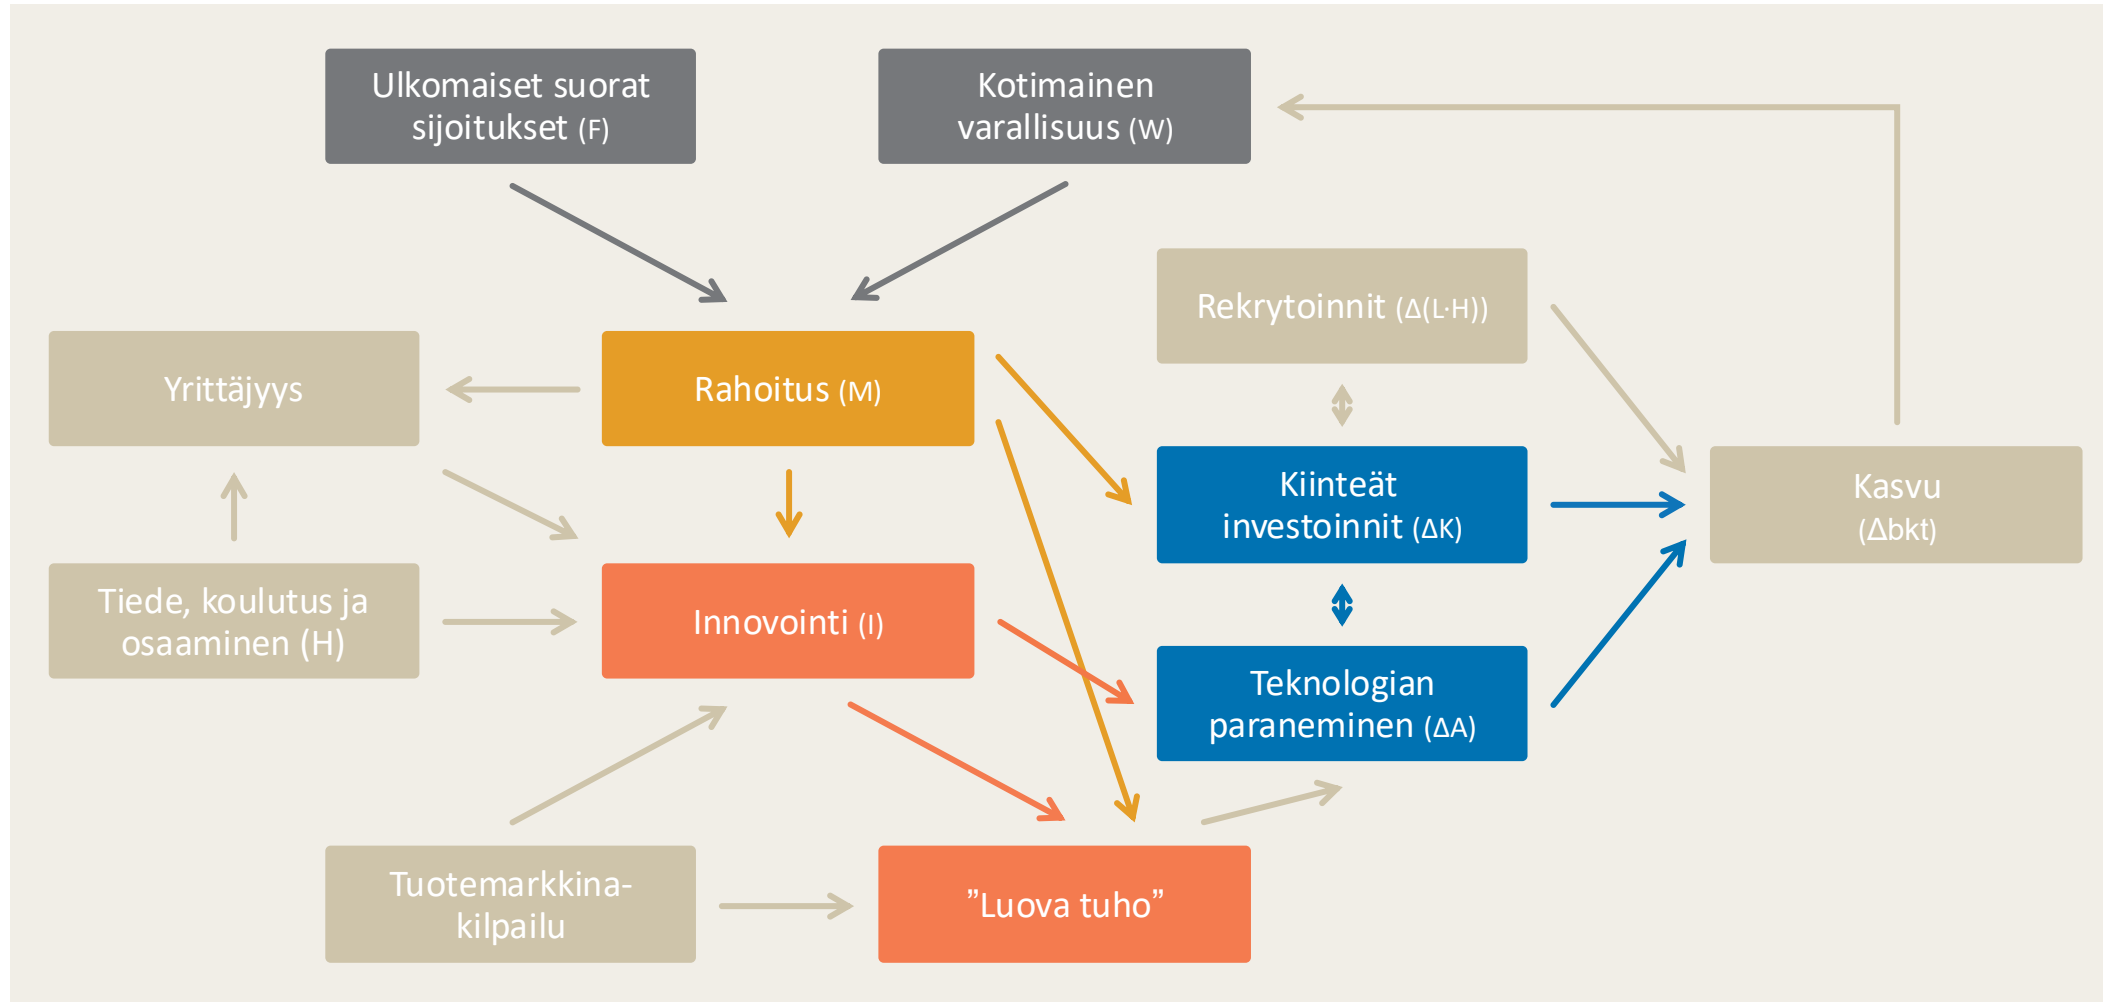 Ulkomaiset suorat
sijoitukset (F)
Kotimainen
varallisuus (W)
Rekrytoinnit (Δ(L·H))
Yrittäjyys
Rahoitus (M)
Kiinteät
investoinnit (ΔK)
Kasvu
(Δbkt)
Tiede, koulutus ja
osaaminen (H)
Innovointi (I)
Teknologian
paraneminen (ΔA)
Tuotemarkkina-
kilpailu
”Luova tuho”